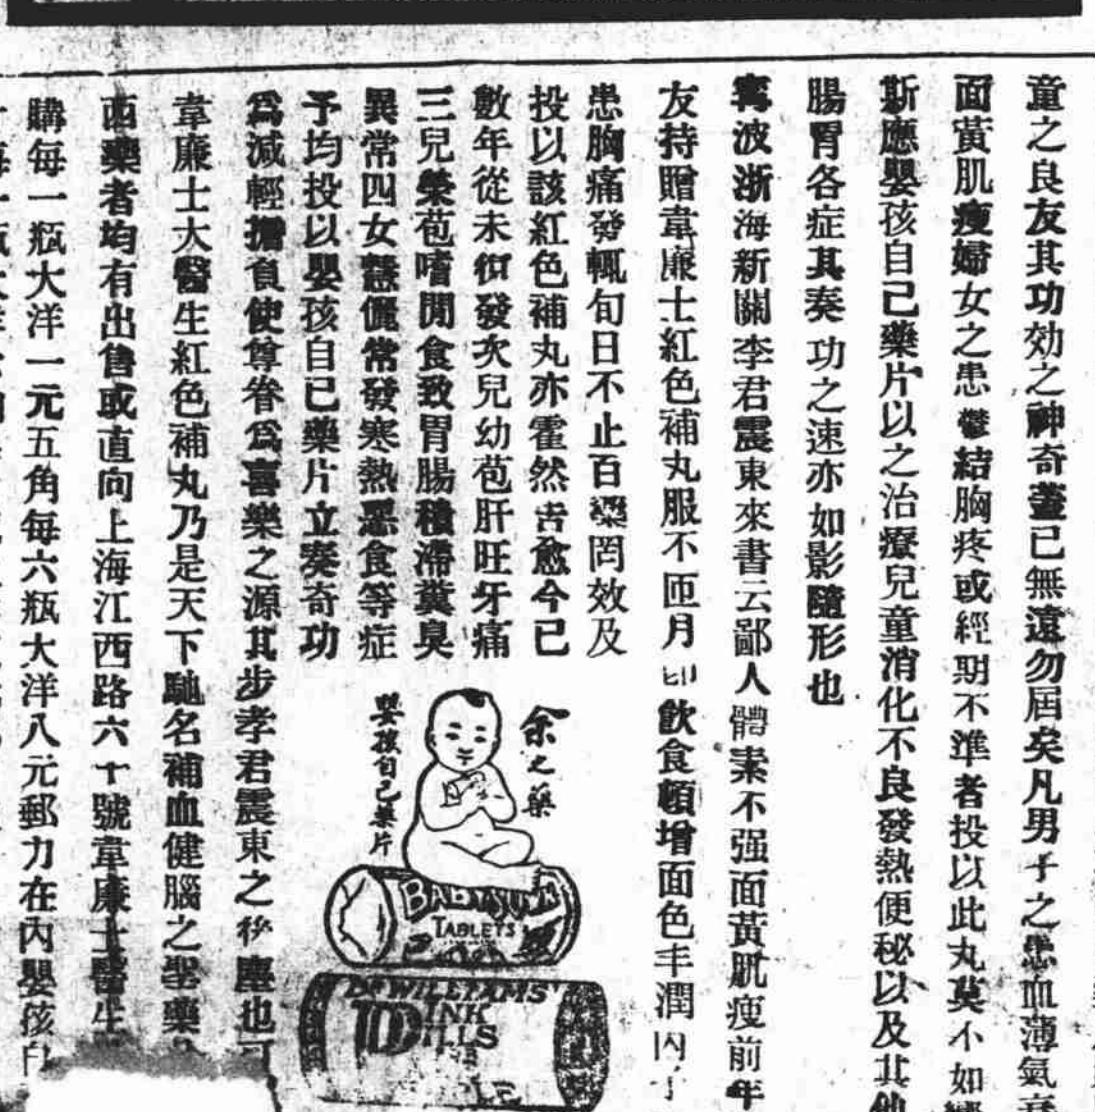 童之良友其功効之神奇蓋已無遠勿屆矣凡男子之患血薄氣
面黃肌瘦婦女之患鬱結胸疼或經期不準者投以此丸莫不如
斯應嬰孩自己藥片以之治療兒童消化不良發熱便秘以及其他
腸胃各症其奏功之速亦如影隨形也
寗波浙海新關李君震東來書云鄙人體素不强面黃肌瘦前年
友持贈韋廉士紅色補丸服不匝月即飲食頓增面色丰潤內子
患胸痛發輒旬日不止百藥罔效及
投以該紅色補丸亦霍然告愈今已
數年從未復發次兒幼苞肝旺牙痛
三兒榮苞嗜閒食致胃腸積滯糞臭
異常四女慧儷常發寒熱惡食等症
予均投以嬰孩自己藥片立奏奇功
余之藥
嬰孩自己藥片
BABYSOWN
TABLETS
DR WILLIAMS'
PINK
PILLS
爲減輕擔負使尊眷爲喜樂之源其步孝君震東之後塵也可
韋廉士大醫生紅色補丸乃是天下馳名補血健腦之聖藥
西藥者均有出售或直向上海江西路六十號韋廉士醫生
購每一瓶大洋一元五角每六瓶大洋八元郵力在內嬰孩自